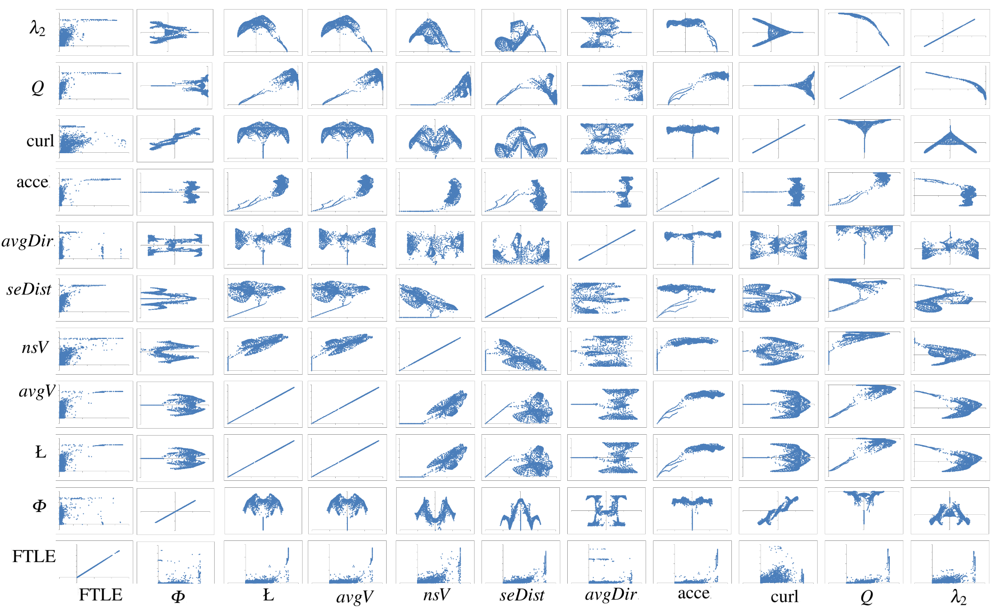 λ2
Q
curl
acce.
avgDir.
seDist
nsV
avgV
Ł
Φ
FTLE
FTLE Φ Ł avgV nsV seDist avgDir. acce. curl Q λ2